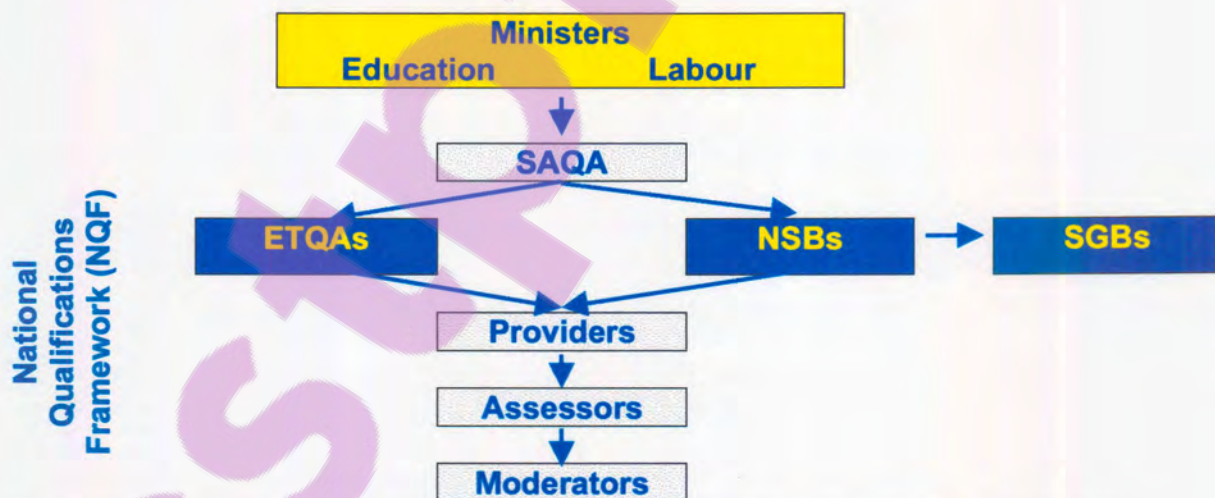 Ministers
Education Labour
SAQA
ETQAs NSBs SGBs
National
Qualifications
Framework (NQF)
Providers
Assessors
Moderators